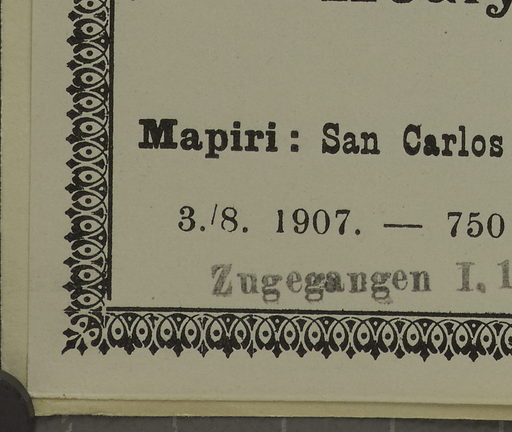 Mapiri: San Carlos
3./8. 1907. — 750
Zugegangen I. 1